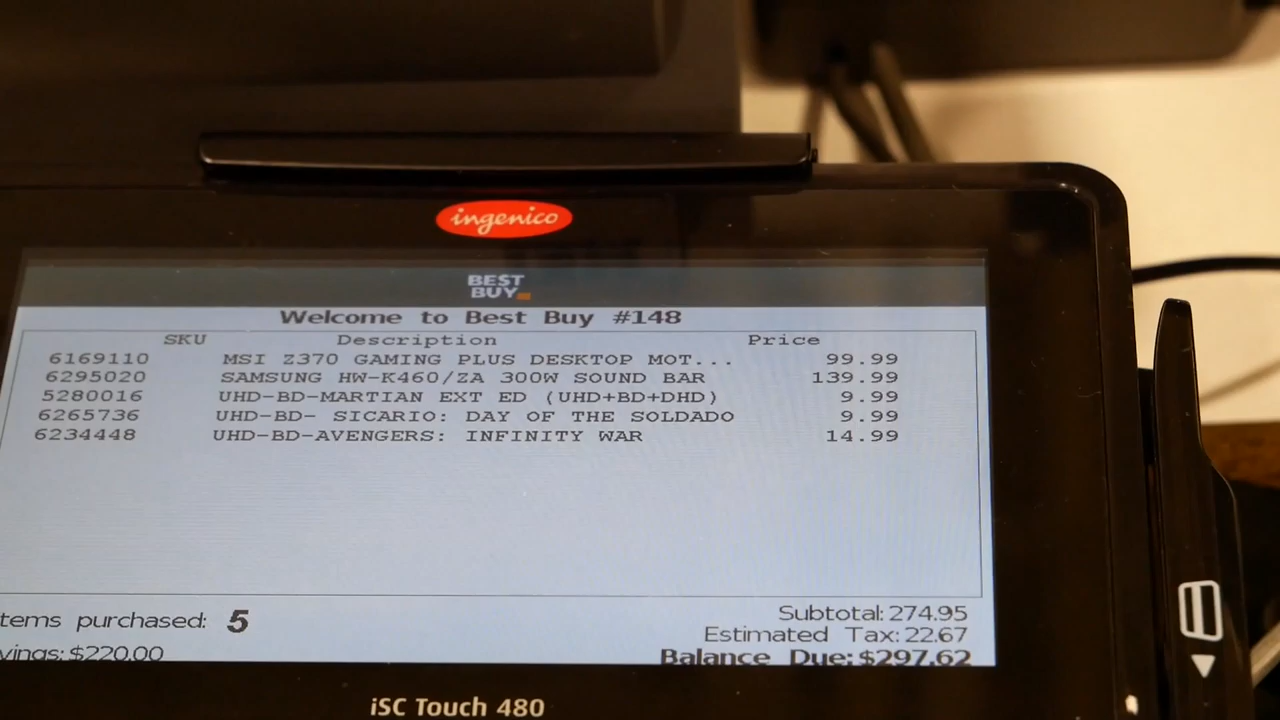 ingenico
BEST
BUY
Welcome to Best Buy #148
SKU Description Price
6169110 MSI Z370 GAMING PLUS DESKTOP MOT... 99.99
6295020 SAMSUNG HW-K460/ZA 300W SOUND BAR 139.99
5280016 UHD-BD-MARTIAN EXT ED (UHD+BD+DHD) 9.99
6265736 UHD-BD- SICARIO: DAY OF THE SOLDADO 9.99
6234448 UHD-BD-AVENGERS: INFINITY WAR 14.99
tems purchased: 5
Subtotal: 274.95
Estimated Tax: 22.67
vings: $220.00
Balance Due: $297.62
iSC Touch 480